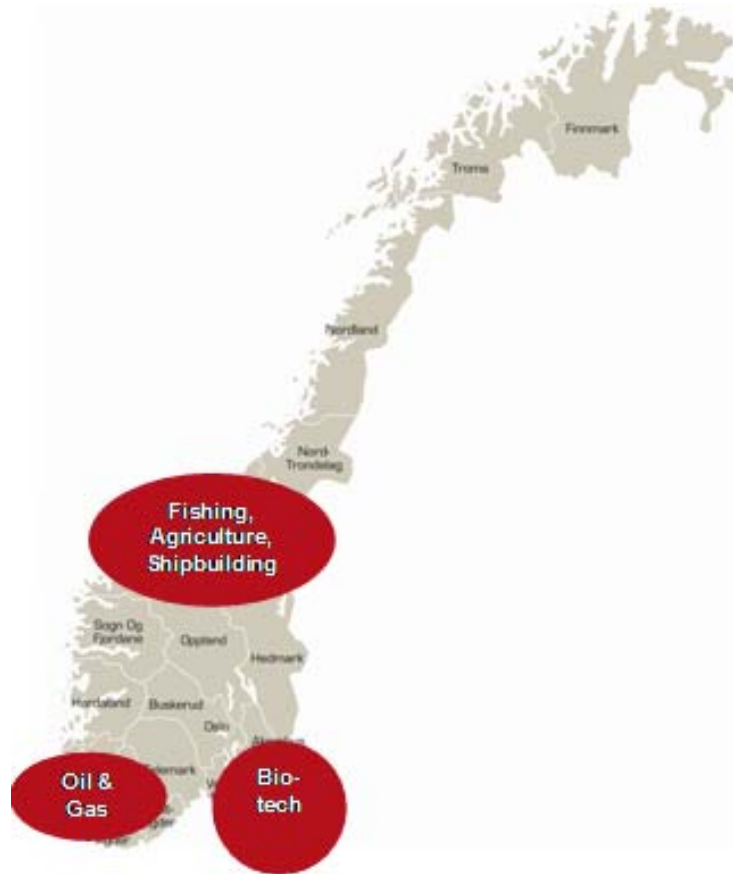 Finnmark
Troms
Nordland
Nord-
Trondelag
Fishing,
Agriculture,
Shipbuilding
Sogn Og
Fjordane
Oppland
Hedmark
Hordaland
Buskerud
Oslo
Oil &
Gas
Bio-
tech